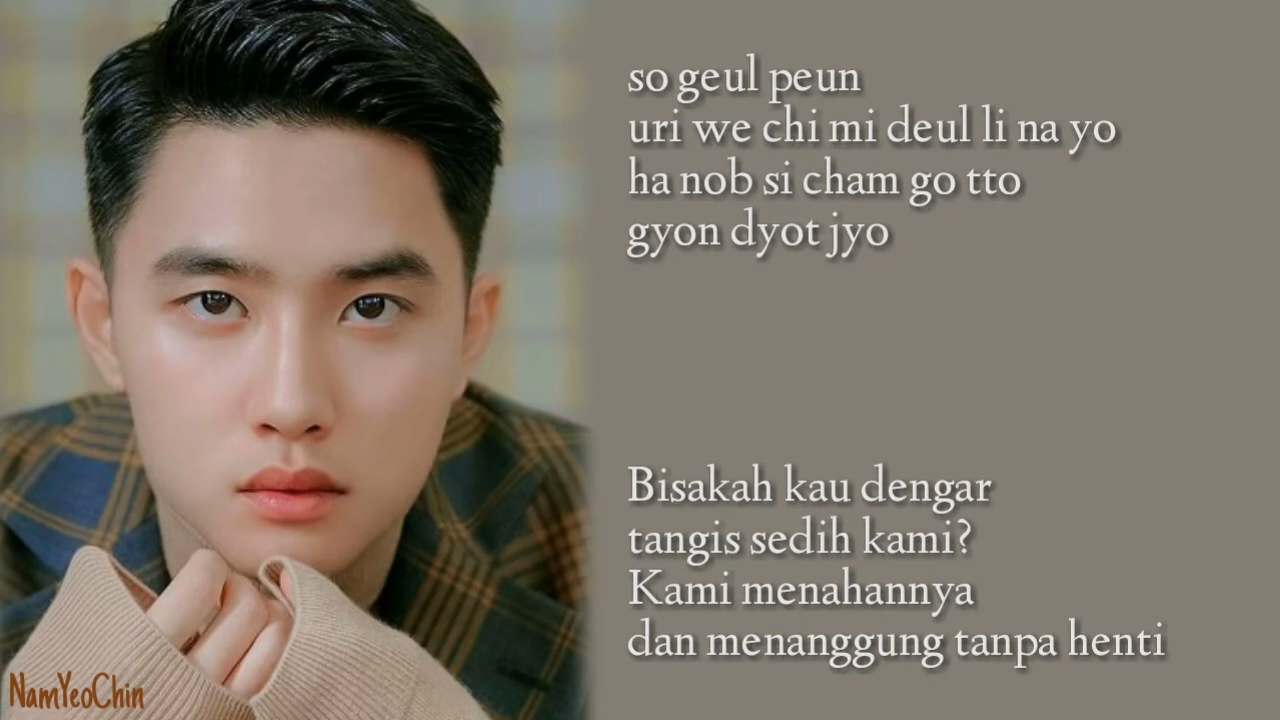 so geul peun
uri we chi mi deul li na yo
ha nob si cham go tto
gyon dyot jyo
Bisakah kau dengar
tangis sedih kami?
Kami menahannya
dan menanggung tanpa henti
NamYeoChin